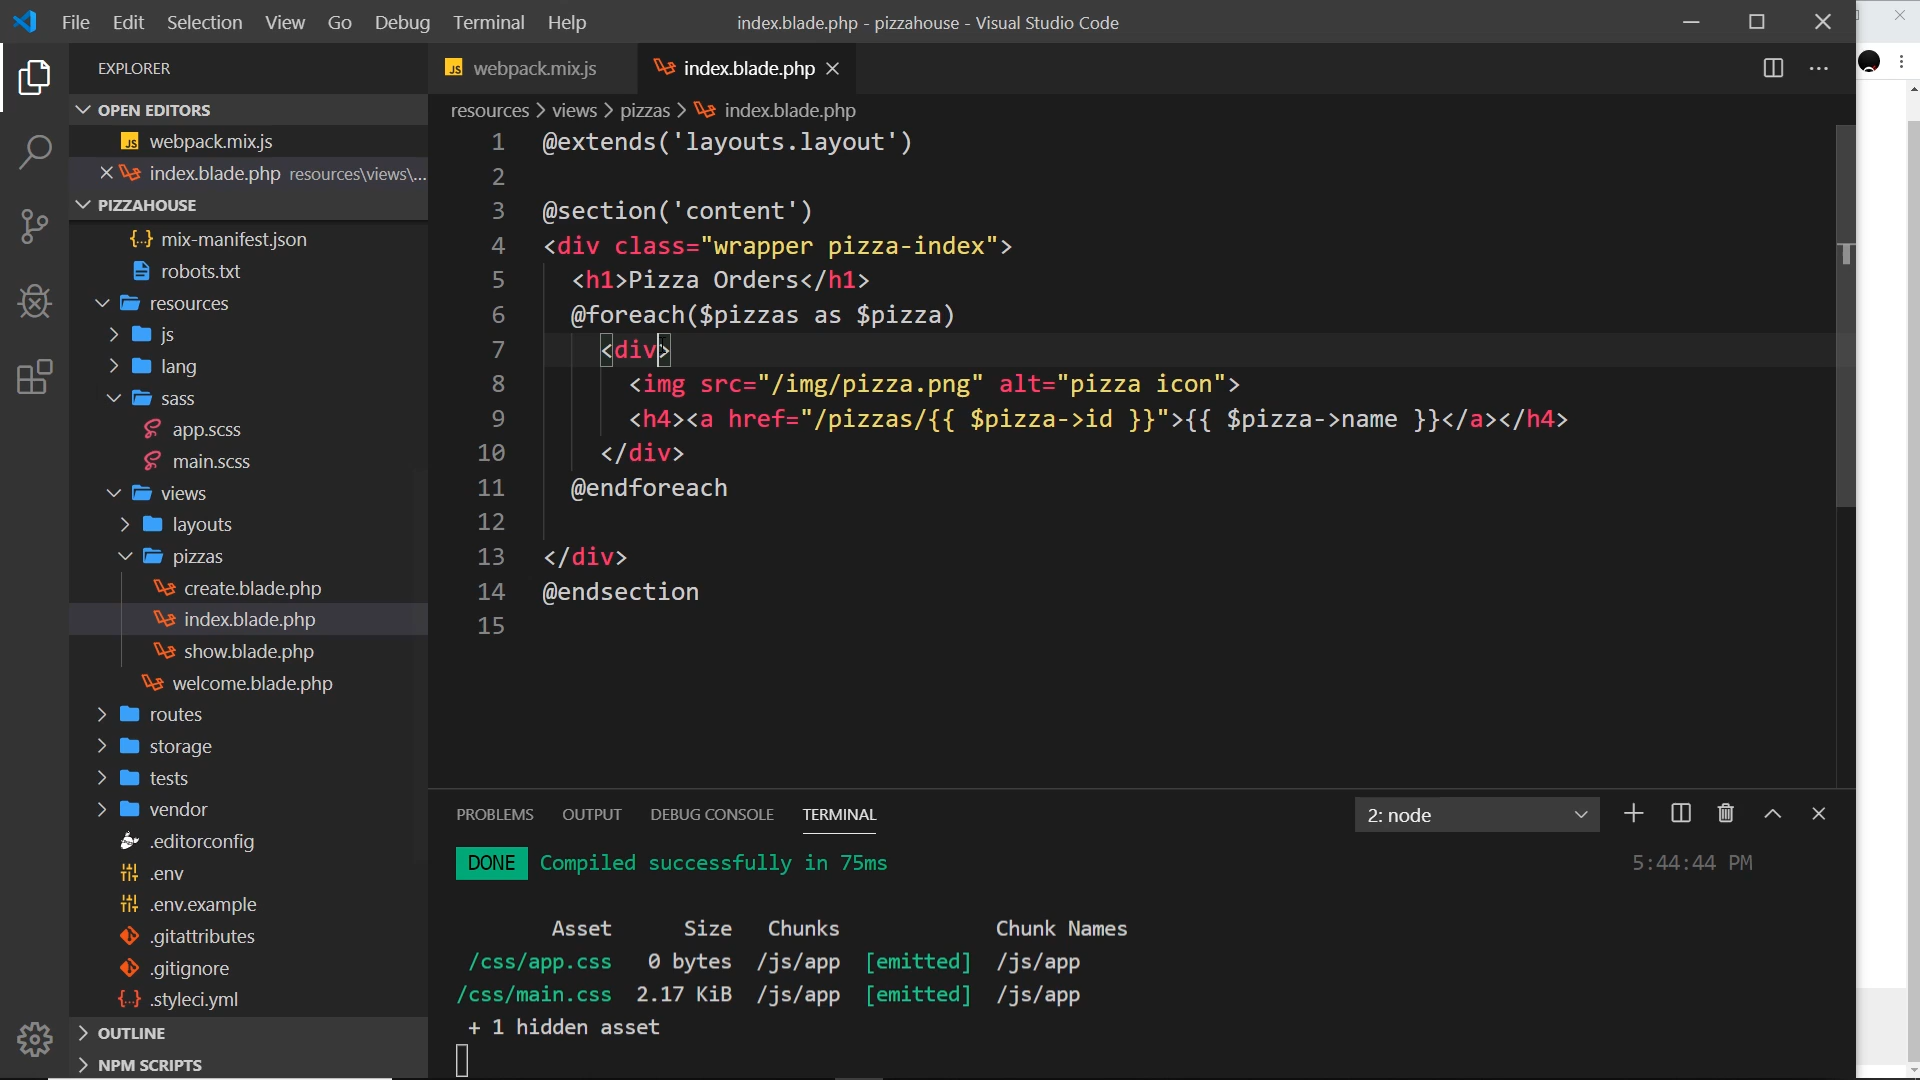 File Edit Selection View Go Debug Terminal Help
index.blade.php - pizzahouse - Visual Studio Code
EXPLORER
OPEN EDITORS
JS webpack.mix.js
index.blade.php resources\views\...
PIZZAHOUSE
{..} mix-manifest.json
robots.txt
resources
js
lang
sass
app.scss
main.scss
views
layouts
pizzas
create.blade.php
index.blade.php
show.blade.php
welcome.blade.php
routes
storage
tests
vendor
.editorconfig
.env
.env.example
.gitattributes
.gitignore
{..} .styleci.yml
OUTLINE
NPM SCRIPTS
JS webpack.mix.js
index.blade.php
resources > views > pizzas > index.blade.php
1 @extends('layouts.layout')
2
3 @section('content')
4 <div class="wrapper pizza-index">
5 <h1>Pizza Orders</h1>
6 @foreach($pizzas as $pizza)
7 <div>
8 <img src="/img/pizza.png" alt="pizza icon">
9 <h4><a href="/pizzas/{{ $pizza->id }}">{{ $pizza->name }}</a></h4>
10 </div>
11 @endforeach
12
13 </div>
14 @endsection
15
PROBLEMS OUTPUT DEBUG CONSOLE TERMINAL
2: node
DONE Compiled successfully in 75ms 5:44:44 PM
Asset Size Chunks Chunk Names
/css/app.css 0 bytes /js/app [emitted] /js/app
/css/main.css 2.17 KiB /js/app [emitted] /js/app
+ 1 hidden asset